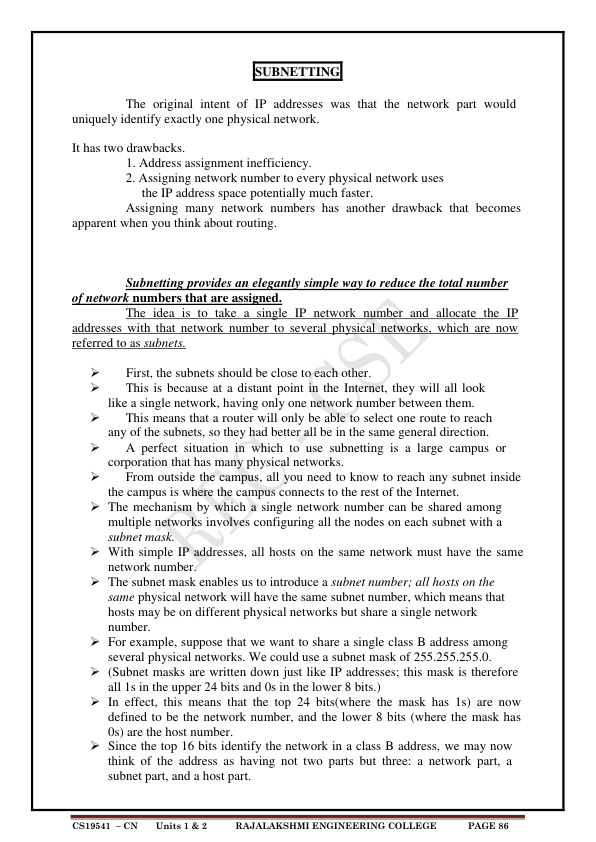 SUBNETTING
The original intent of IP addresses was that the network part would
uniquely identify exactly one physical network.
It has two drawbacks.
1. Address assignment inefficiency.
2. Assigning network number to every physical network uses
the IP address space potentially much faster.
Assigning many network numbers has another drawback that becomes
apparent when you think about routing.
Subnetting provides an elegantly simple way to reduce the total number
of network numbers that are assigned.
The idea is to take a single IP network number and allocate the IP
addresses with that network number to several physical networks, which are now
referred to as subnets.
➢ First, the subnets should be close to each other.
➢ This is because at a distant point in the Internet, they will all look
like a single network, having only one network number between them.
➢ This means that a router will only be able to select one route to reach
any of the subnets, so they had better all be in the same general direction.
➢ A perfect situation in which to use subnetting is a large campus or
corporation that has many physical networks.
➢ From outside the campus, all you need to know to reach any subnet inside
the campus is where the campus connects to the rest of the Internet.
➢ The mechanism by which a single network number can be shared among
multiple networks involves configuring all the nodes on each subnet with a
subnet mask.
➢ With simple IP addresses, all hosts on the same network must have the same
network number.
➢ The subnet mask enables us to introduce a subnet number; all hosts on the
same physical network will have the same subnet number, which means that
hosts may be on different physical networks but share a single network
number.
➢ For example, suppose that we want to share a single class B address among
several physical networks. We could use a subnet mask of 255.255.255.0.
➢ (Subnet masks are written down just like IP addresses; this mask is therefore
all 1s in the upper 24 bits and 0s in the lower 8 bits.)
➢ In effect, this means that the top 24 bits(where the mask has 1s) are now
defined to be the network number, and the lower 8 bits (where the mask has
0s) are the host number.
➢ Since the top 16 bits identify the network in a class B address, we may now
think of the address as having not two parts but three: a network part, a
subnet part, and a host part.
REC - CSE
CS19541 – CN Units 1 & 2 RAJALAKSHMI ENGINEERING COLLEGE PAGE 86